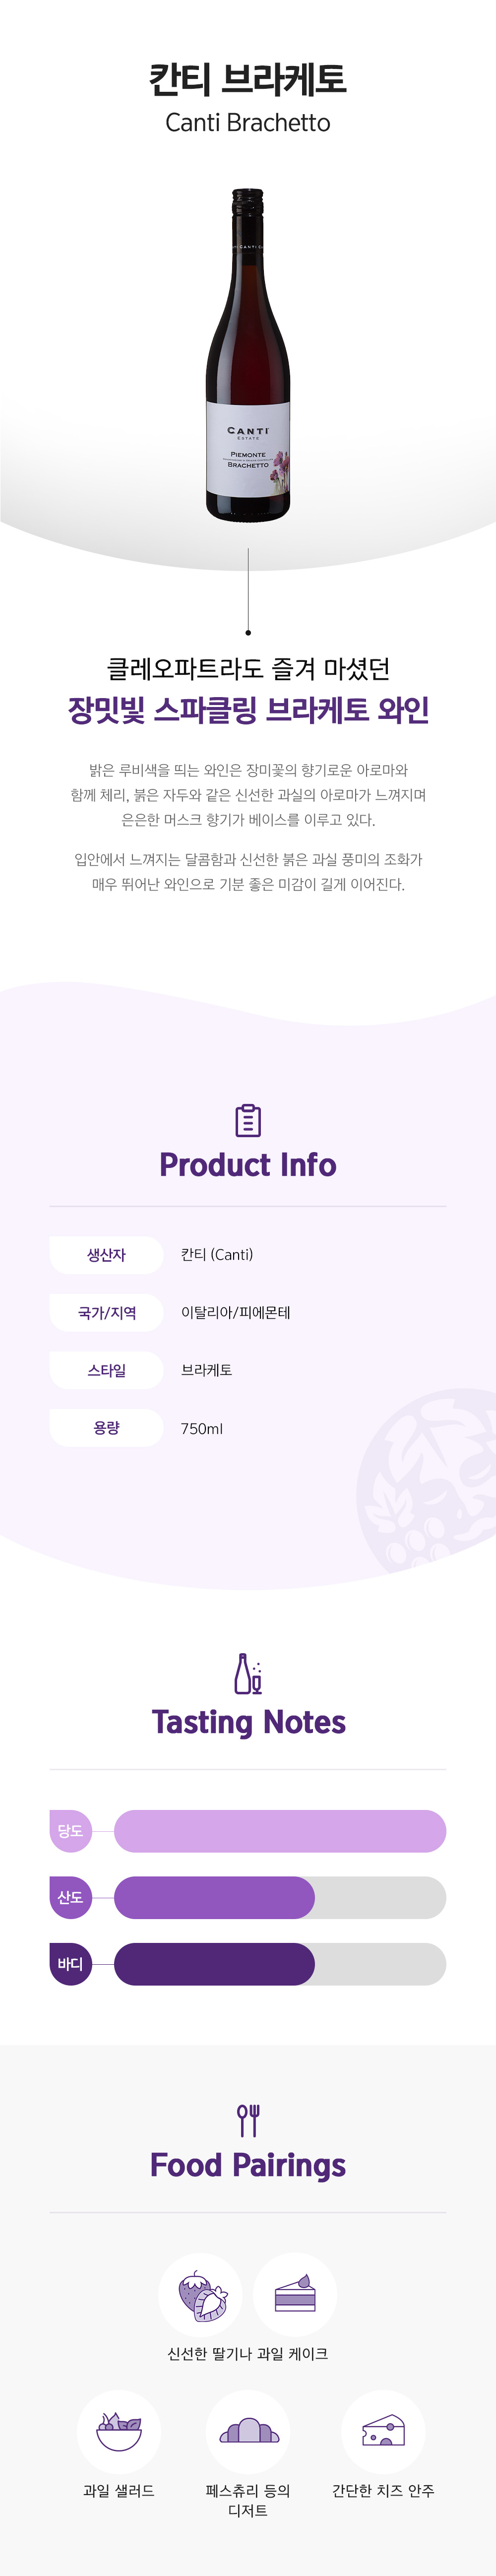 칸티 브라케토
Canti Brachetto
CANTI
CANTI
ESTATE
PIEMONTE
BRACHETTO
클레오파트라도 즐겨 마셨던
장밋빛 스파클링 브라케토 와인
밝은 루비색을 띄는 와인은 장미꽃의 향기로운 아로마와
함께 체리, 붉은 자두와 같은 신선한 과실의 아로마가 느껴지며
은은한 머스크 향기가 베이스를 이루고 있다.
입안에서 느껴지는 달콤함과 신선한 붉은 과실 풍미의 조화가
매우 뛰어난 와인으로 기분 좋은 미감이 길게 이어진다.
Product Info
생산자 칸티 (Canti)
국가/지역 이탈리아/피에몬테
스타일 브라케토
용량 750ml
Tasting Notes
당도
산도
바디
Food Pairings
신선한 딸기나 과일 케이크
과일 샐러드
페스츄리 등의
디저트
간단한 치즈 안주